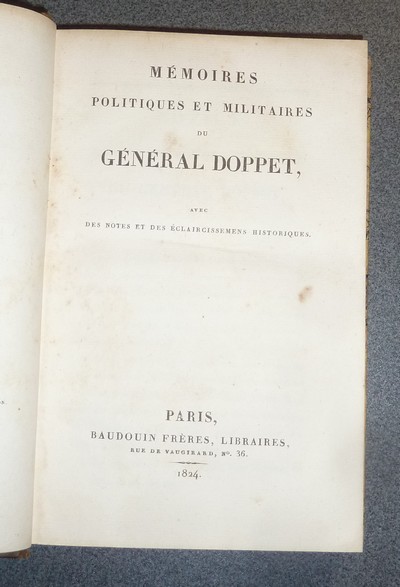 MÉMOIRES
POLITIQUES ET MILITAIRES
DU
GÉNÉRAL DOPPET,
AVEC
DES NOTES ET DES ÉCLAIRCISSEMENS HISTORIQUES.
PARIS,
BAUDOUIN FRÈRES, LIBRAIRES,
RUE DE VAUGIRARD, No. 36.
1824.